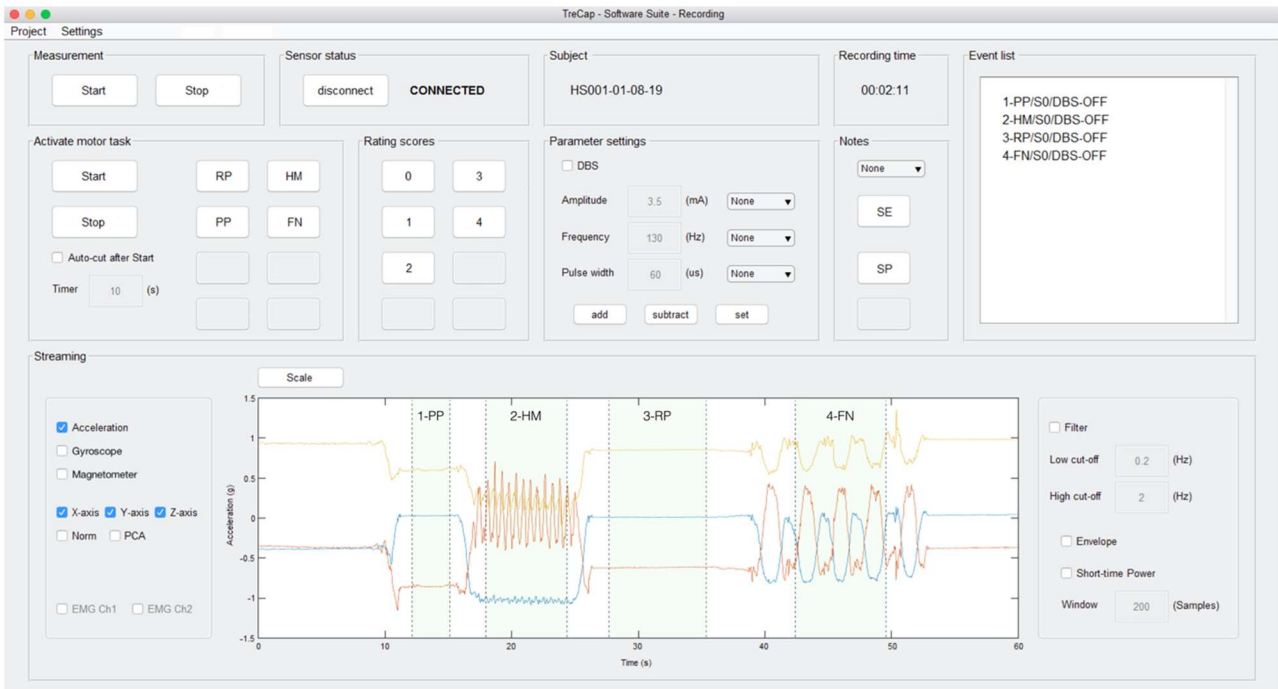 TreCap - Software Suite - Recording
Project Settings
Measurement
Start Stop
Sensor status
disconnect CONNECTED
Subject
HS001-01-08-19
Recording time
00:02:11
Event list
1-PP/S0/DBS-OFF
2-HM/S0/DBS-OFF
3-RP/S0/DBS-OFF
4-FN/S0/DBS-OFF
Activate motor task
Start RP HM
Stop PP FN
Auto-cut after Start
Timer 10 (s)
Rating scores
0 3
1 4
2
Parameter settings
DBS
Amplitude 3.5 (mA) None
Frequency 130 (Hz) None
Pulse width 60 (us) None
add subtract set
Notes
None
SE
SP
Streaming
Scale
Acceleration
Gyroscope
Magnetometer
X-axis Y-axis Z-axis
Norm PCA
EMG Ch1 EMG Ch2
1.5
1
0.5
0
-0.5
-1
-1.5
Acceleration (g)
1-PP 2-HM 3-RP 4-FN
0 10 20 30 40 50 60
Time (s)
Filter
Low cut-off 0.2 (Hz)
High cut-off 2 (Hz)
Envelope
Short-time Power
Window 200 (Samples)